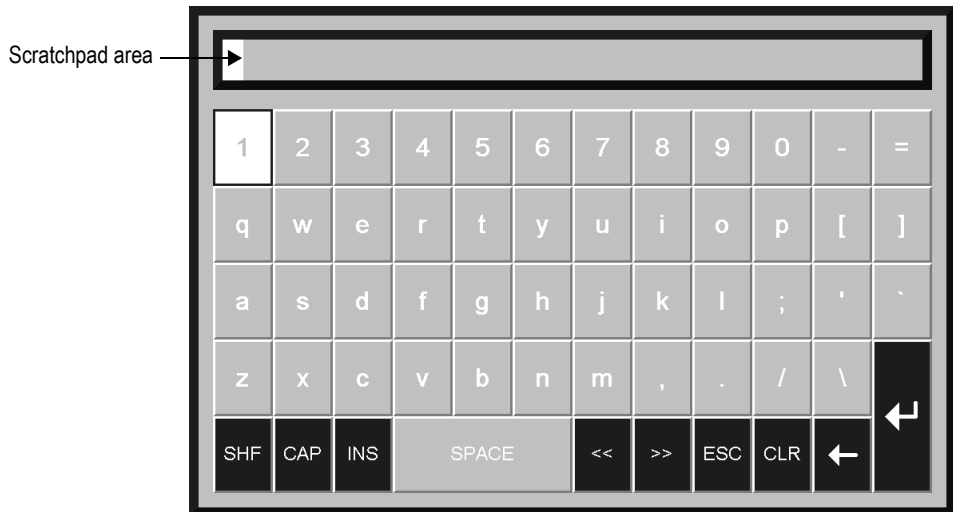 Scratchpad area
1 2 3 4 5 6 7 8 9 0 - =
q w e r t y u i o p [ ]
a s d f g h j k l ; ' `
z x c v b n m , . / \
SHF CAP INS SPACE << >> ESC CLR